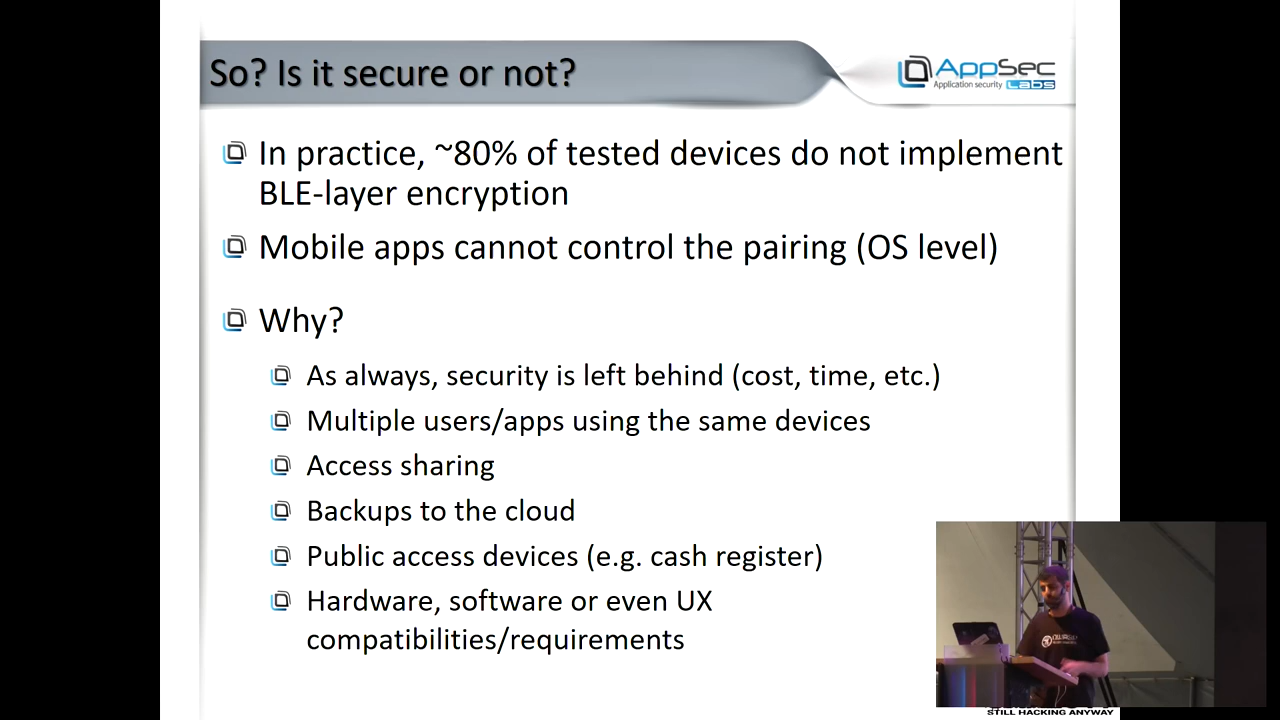 So? Is it secure or not?
AppSec
Application security Labs
In practice, ~80% of tested devices do not implement
BLE-layer encryption
Mobile apps cannot control the pairing (OS level)
Why?
As always, security is left behind (cost, time, etc.)
Multiple users/apps using the same devices
Access sharing
Backups to the cloud
Public access devices (e.g. cash register)
Hardware, software or even UX
compatibilities/requirements
STILL HACKING ANYWAY